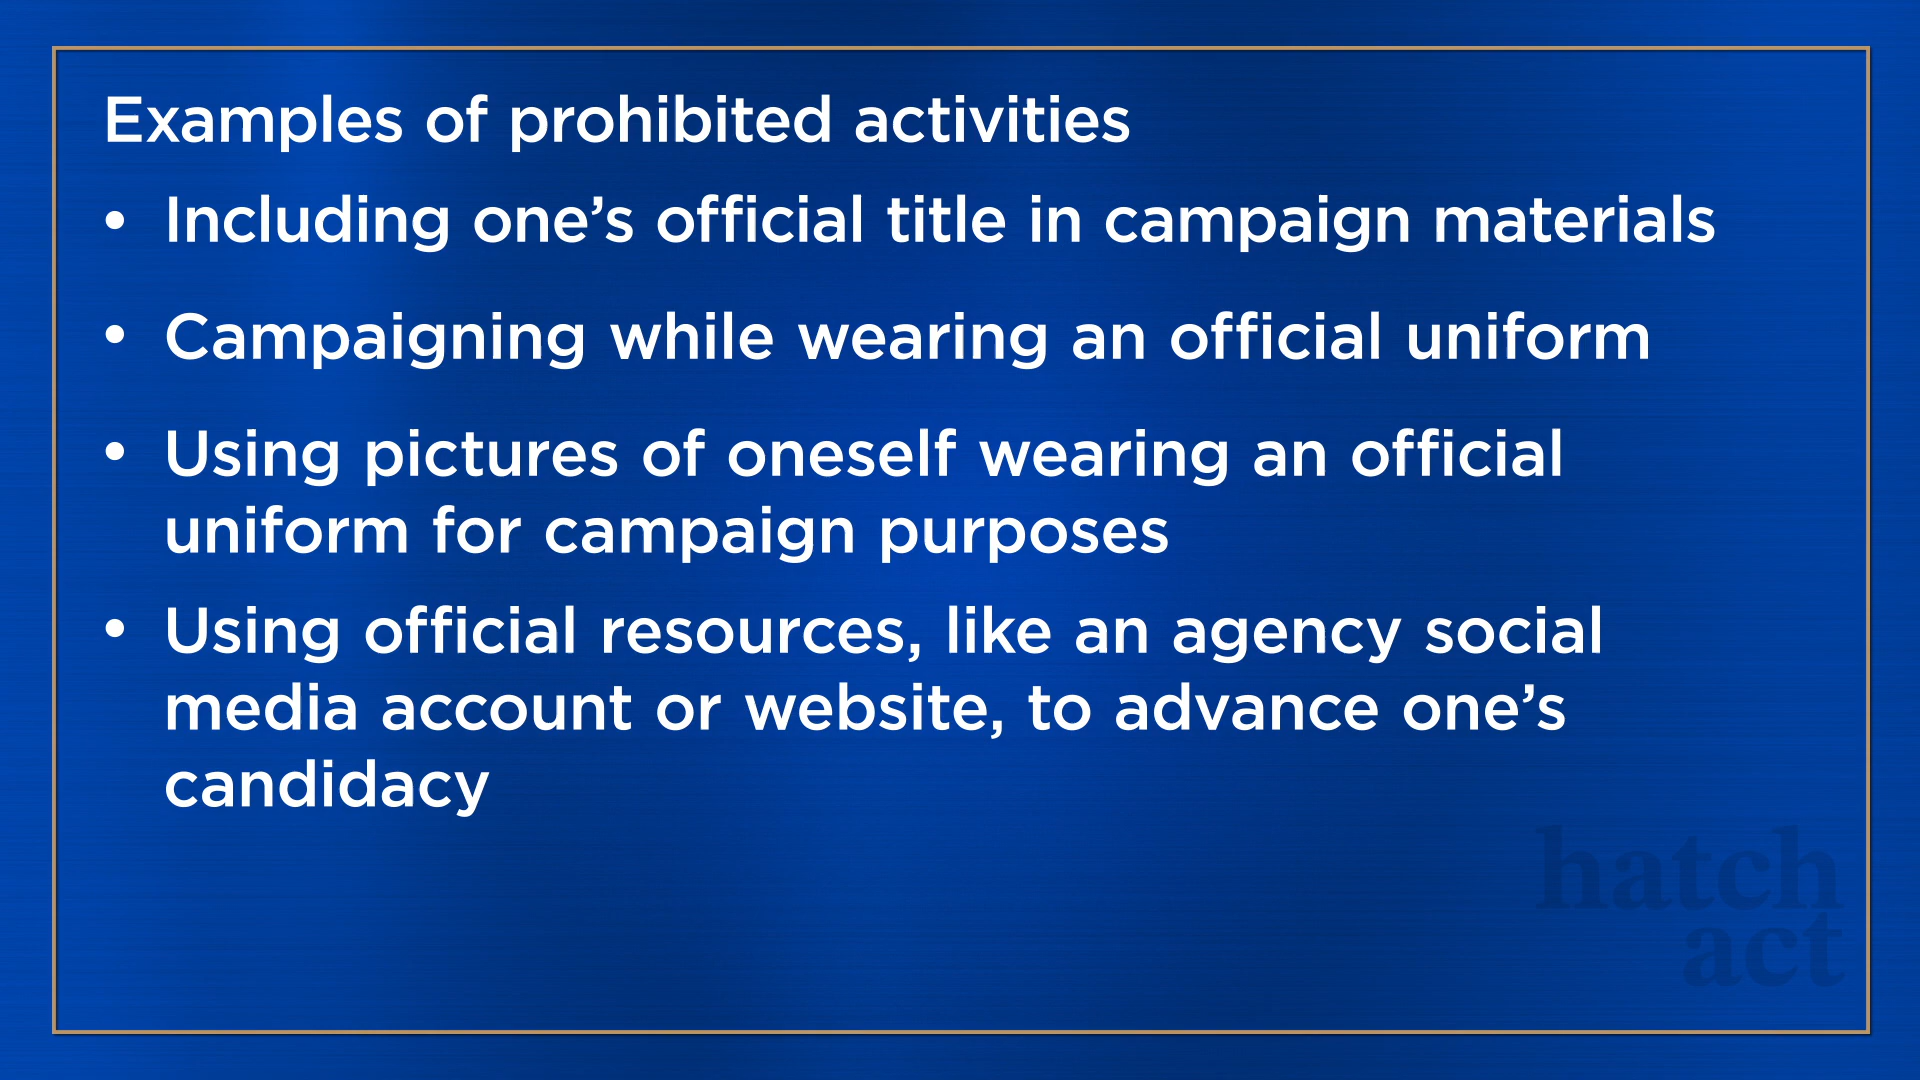 Examples of prohibited activities
• Including one’s official title in campaign materials
• Campaigning while wearing an official uniform
• Using pictures of oneself wearing an official
uniform for campaign purposes
• Using official resources, like an agency social
media account or website, to advance one’s
candidacy
hatch
act